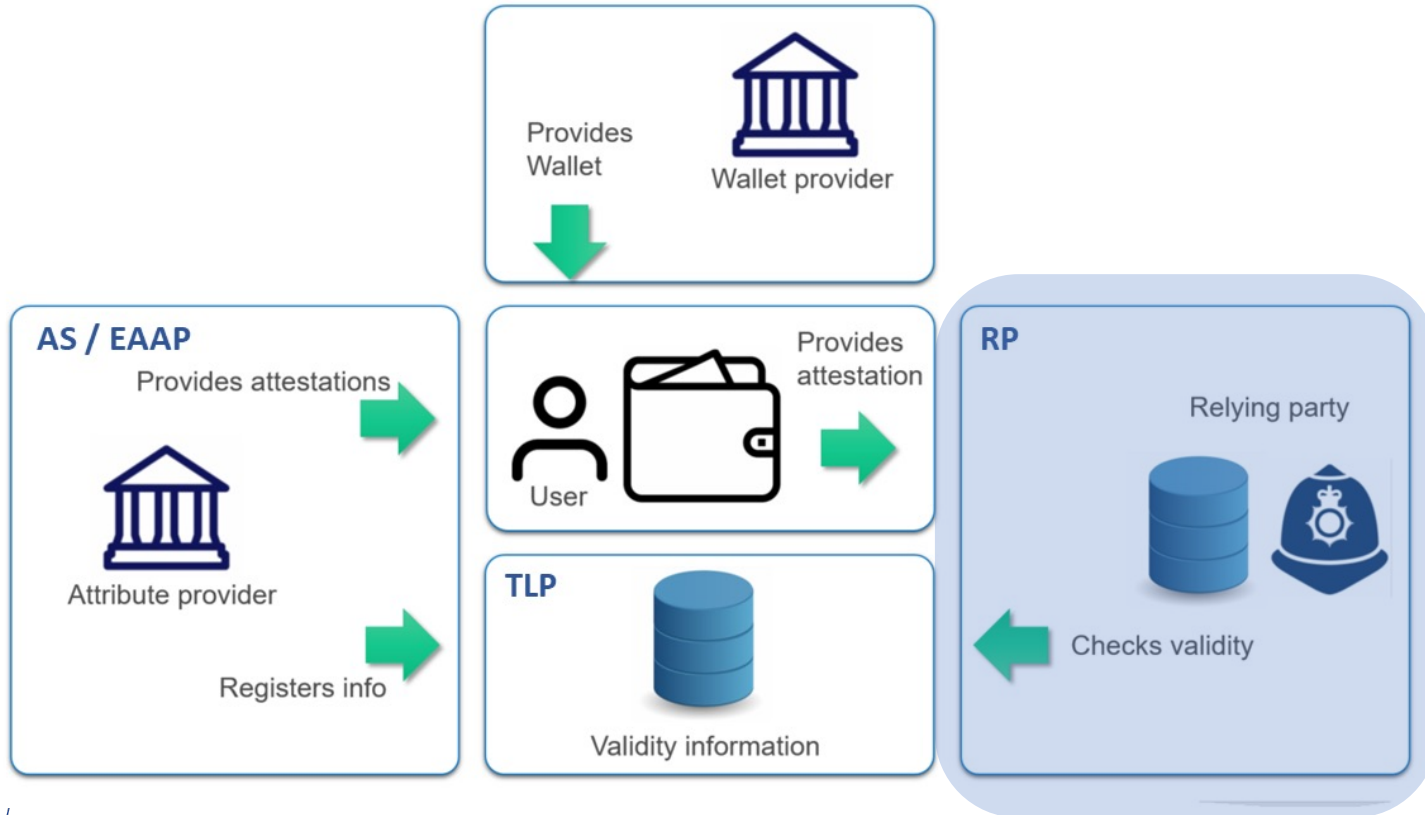 Provides
Wallet
Wallet provider
AS / EAAP
Provides attestations
Attribute provider
Registers info
Provides
attestation
User
TLP
Validity information
RP
Relying party
Checks validity